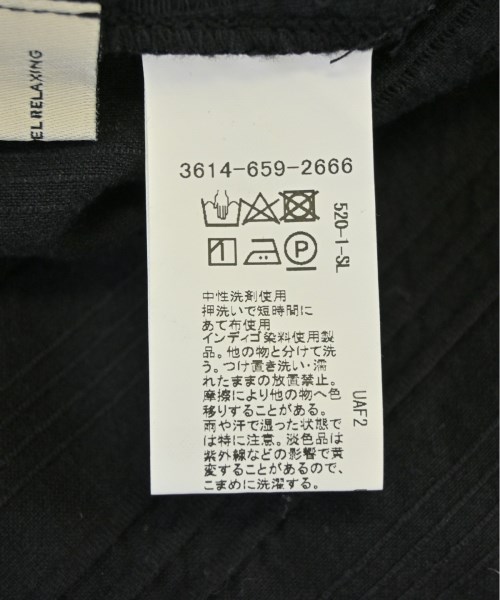 ELRELAXING
3614-659-2666
520-1-SL
P
中性洗剤使用
押洗いで短時間に
あて布使用
インディゴ染料使用製
品。他の物と分けて洗
う。つけ置き洗い・濡
れたままの放置禁止。
摩擦により他の物へ色
移りすることがある。
雨や汗で湿った状態で
は特に注意。淡色品は
紫外線などの影響で黄
変することがあるので、
こまめに洗濯する。
UAF2